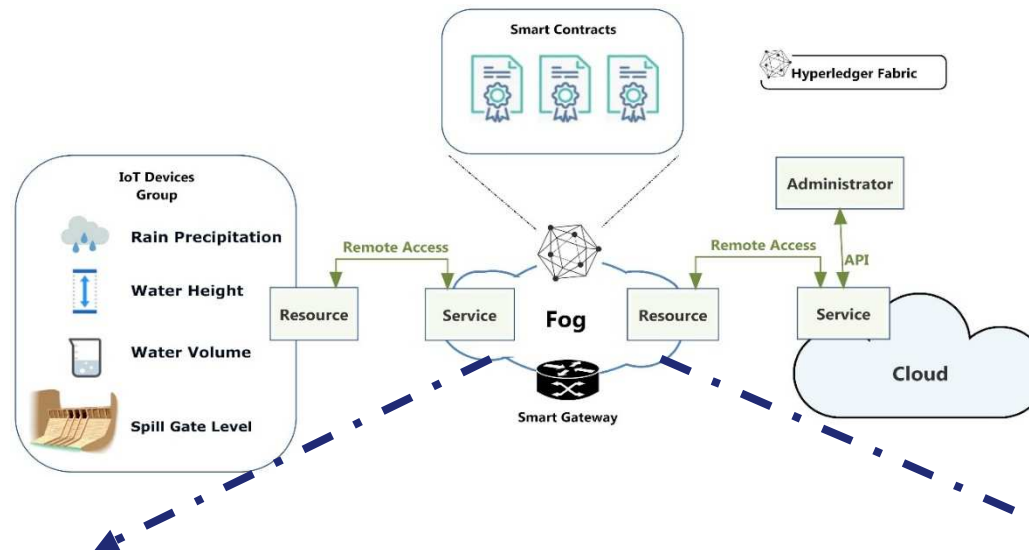 Smart Contracts
Hyperledger Fabric
IoT Devices
Group
Rain Precipitation
Water Height
Water Volume
Spill Gate Level
Resource
Remote Access
Service
Fog
Smart Gateway
Resource
Remote Access
Administrator
API
Service
Cloud